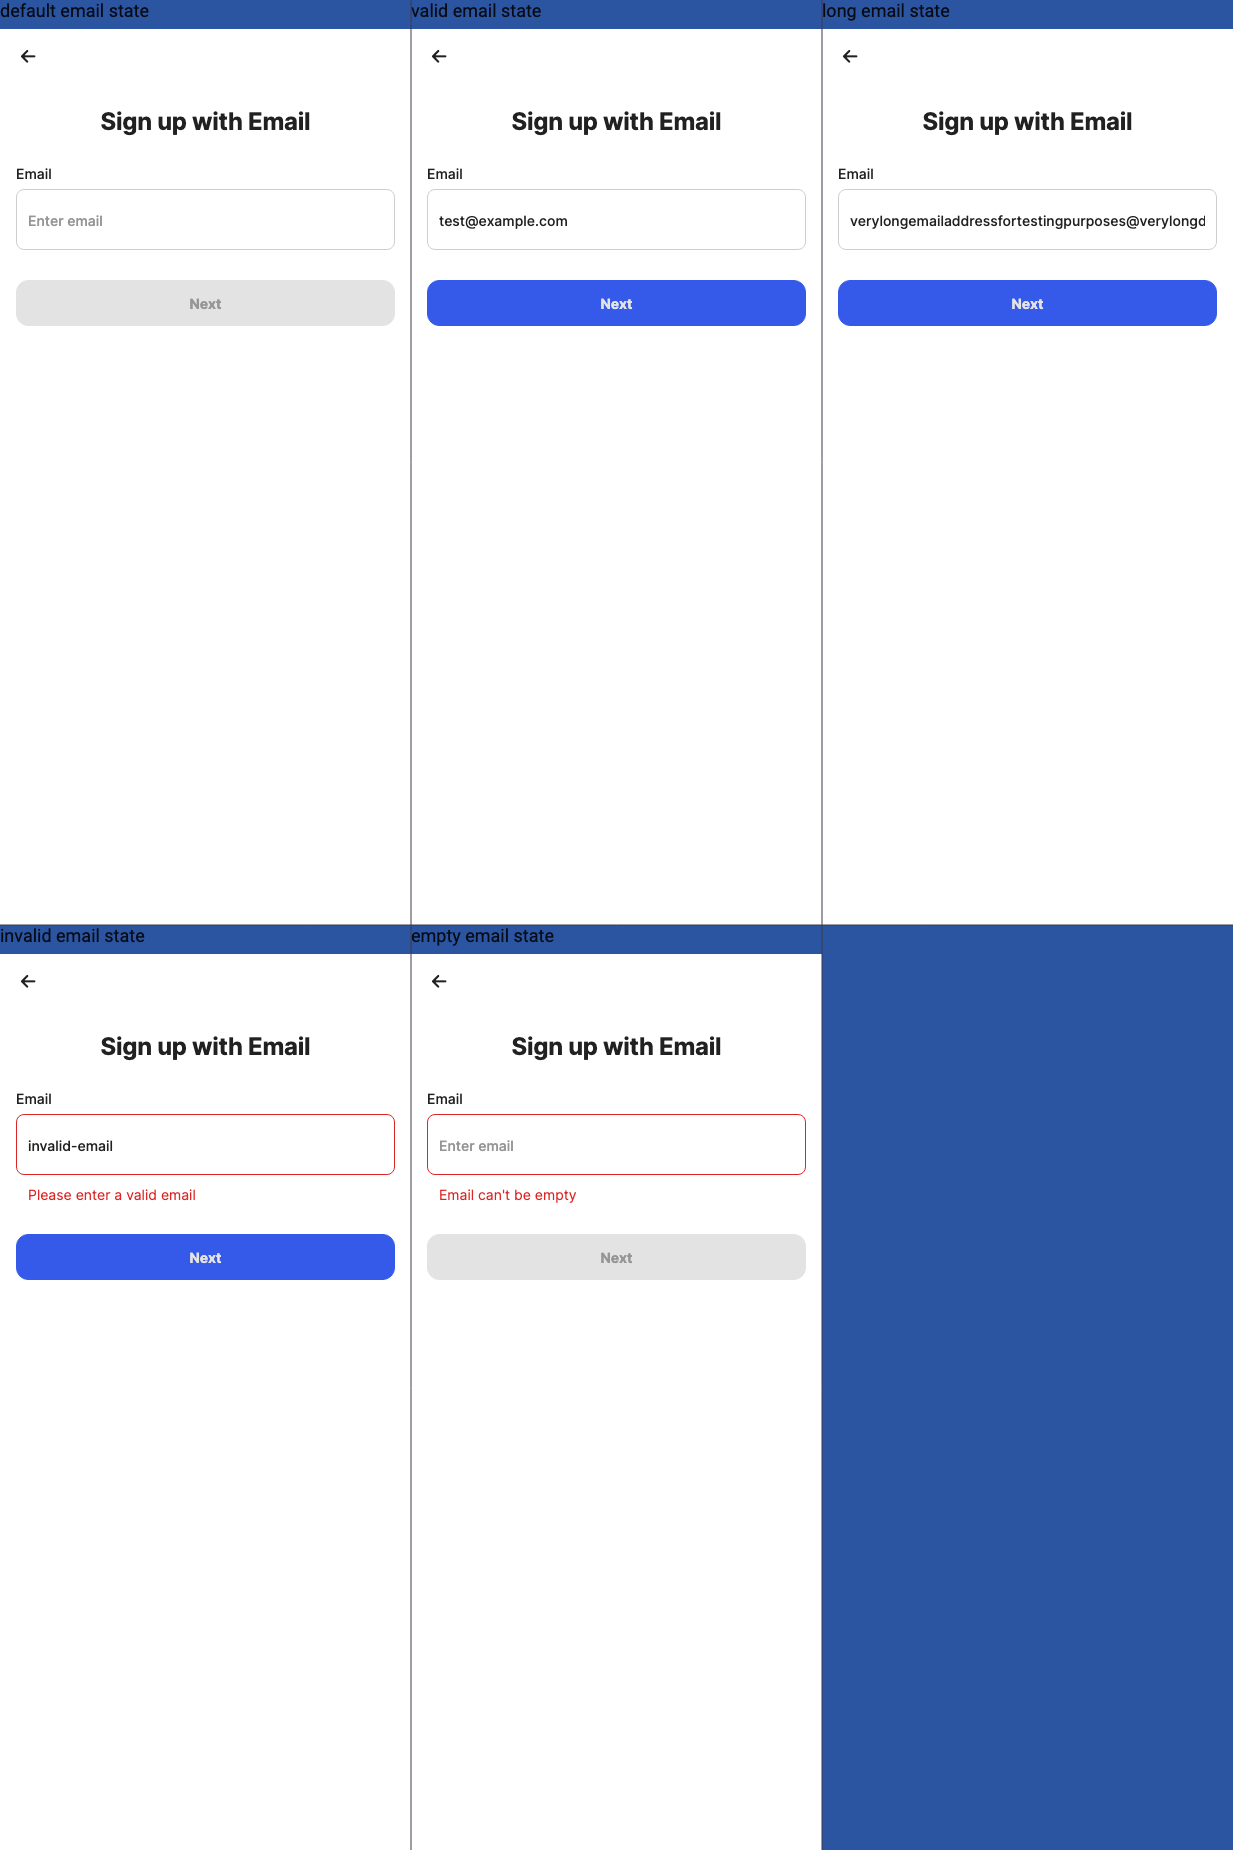 default email state
Sign up with Email
Email
Enter email
Next
valid email state
Sign up with Email
Email
test@example.com
Next
long email state
Sign up with Email
Email
verylongemailaddressfortestingpurposes@verylongd
Next
invalid email state
Sign up with Email
Email
invalid-email
Please enter a valid email
Next
empty email state
Sign up with Email
Email
Enter email
Email can't be empty
Next